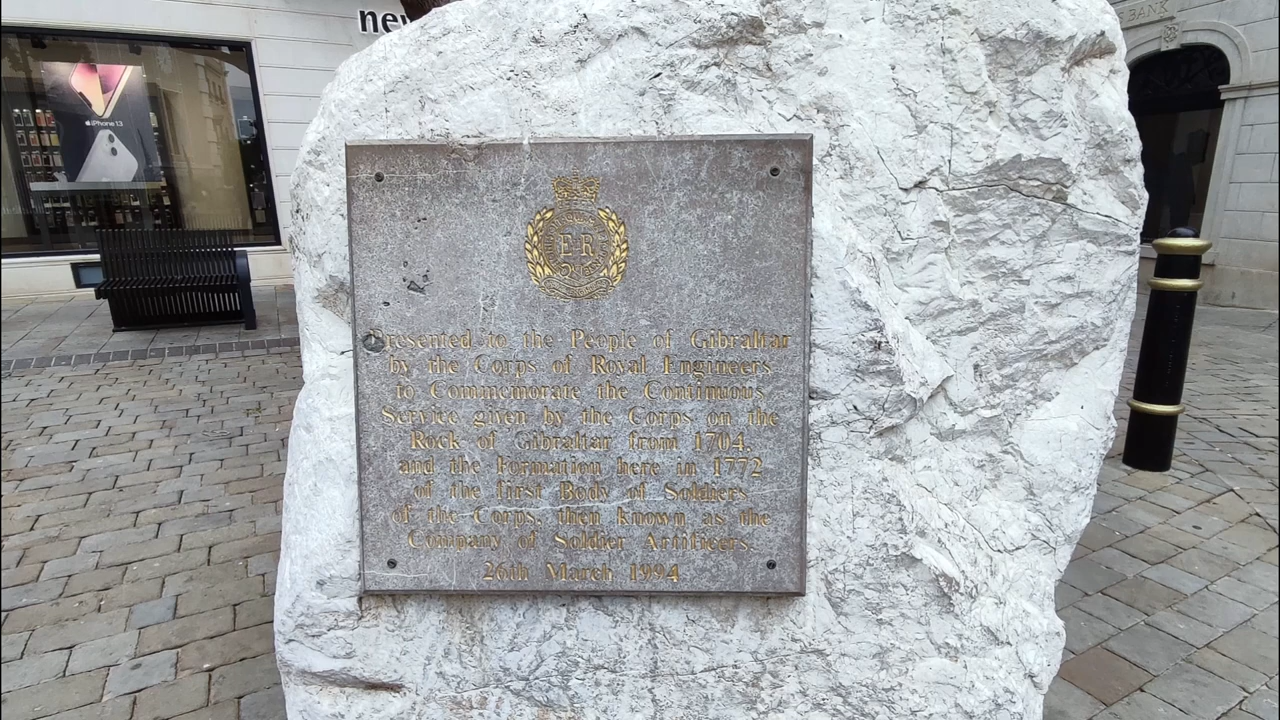 new
BANK
iPhone 13
E R
Presented to the People of Gibraltar
by the Corps of Royal Engineers
to Commemorate the Continuous
Service given by the Corps on the
Rock of Gibraltar from 1704,
and the Formation here in 1772
of the first Body of Soldiers
of the Corps, then known as the
Company of Soldier Artificers.
26th March 1994